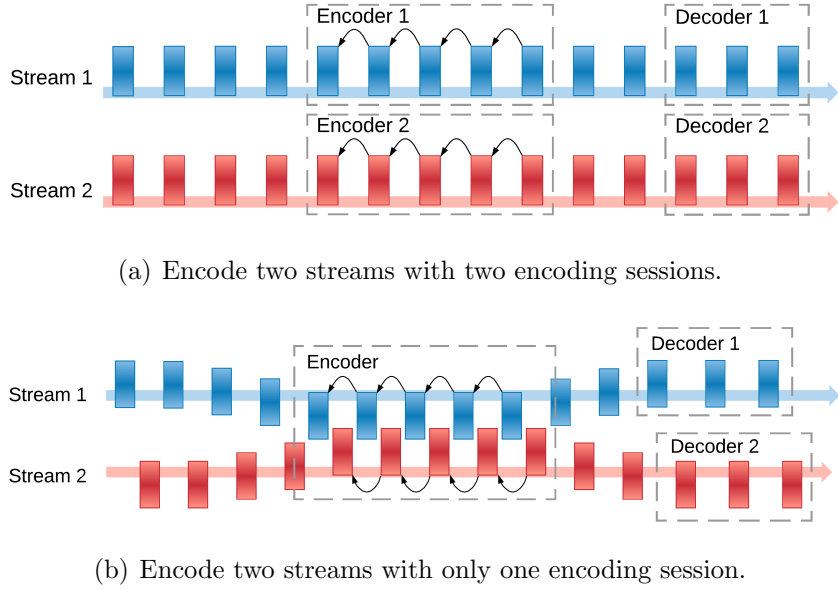 Encoder 1
Decoder 1
Stream 1
Encoder 2
Decoder 2
Stream 2
(a) Encode two streams with two encoding sessions.
Decoder 1
Encoder
Stream 1
Decoder 2
Stream 2
(b) Encode two streams with only one encoding session.